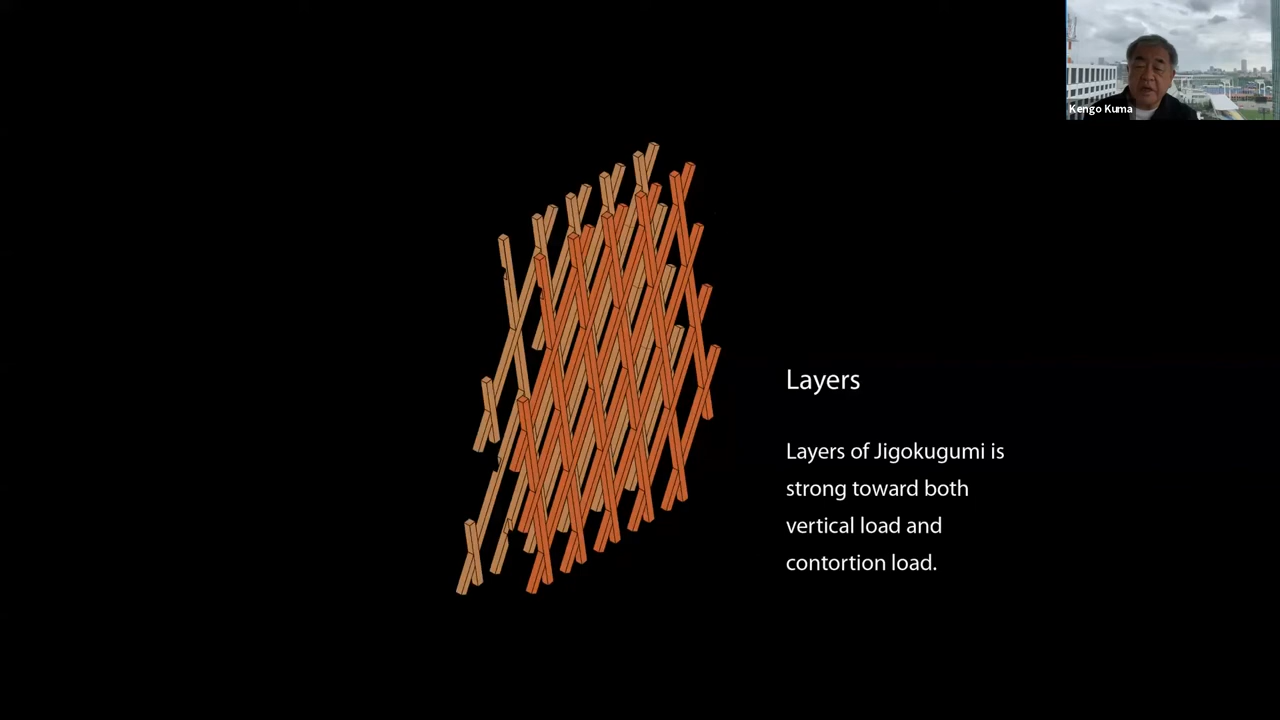 Kengo Kuma
Layers
Layers of Jigokugumi is
strong toward both
vertical load and
contortion load.